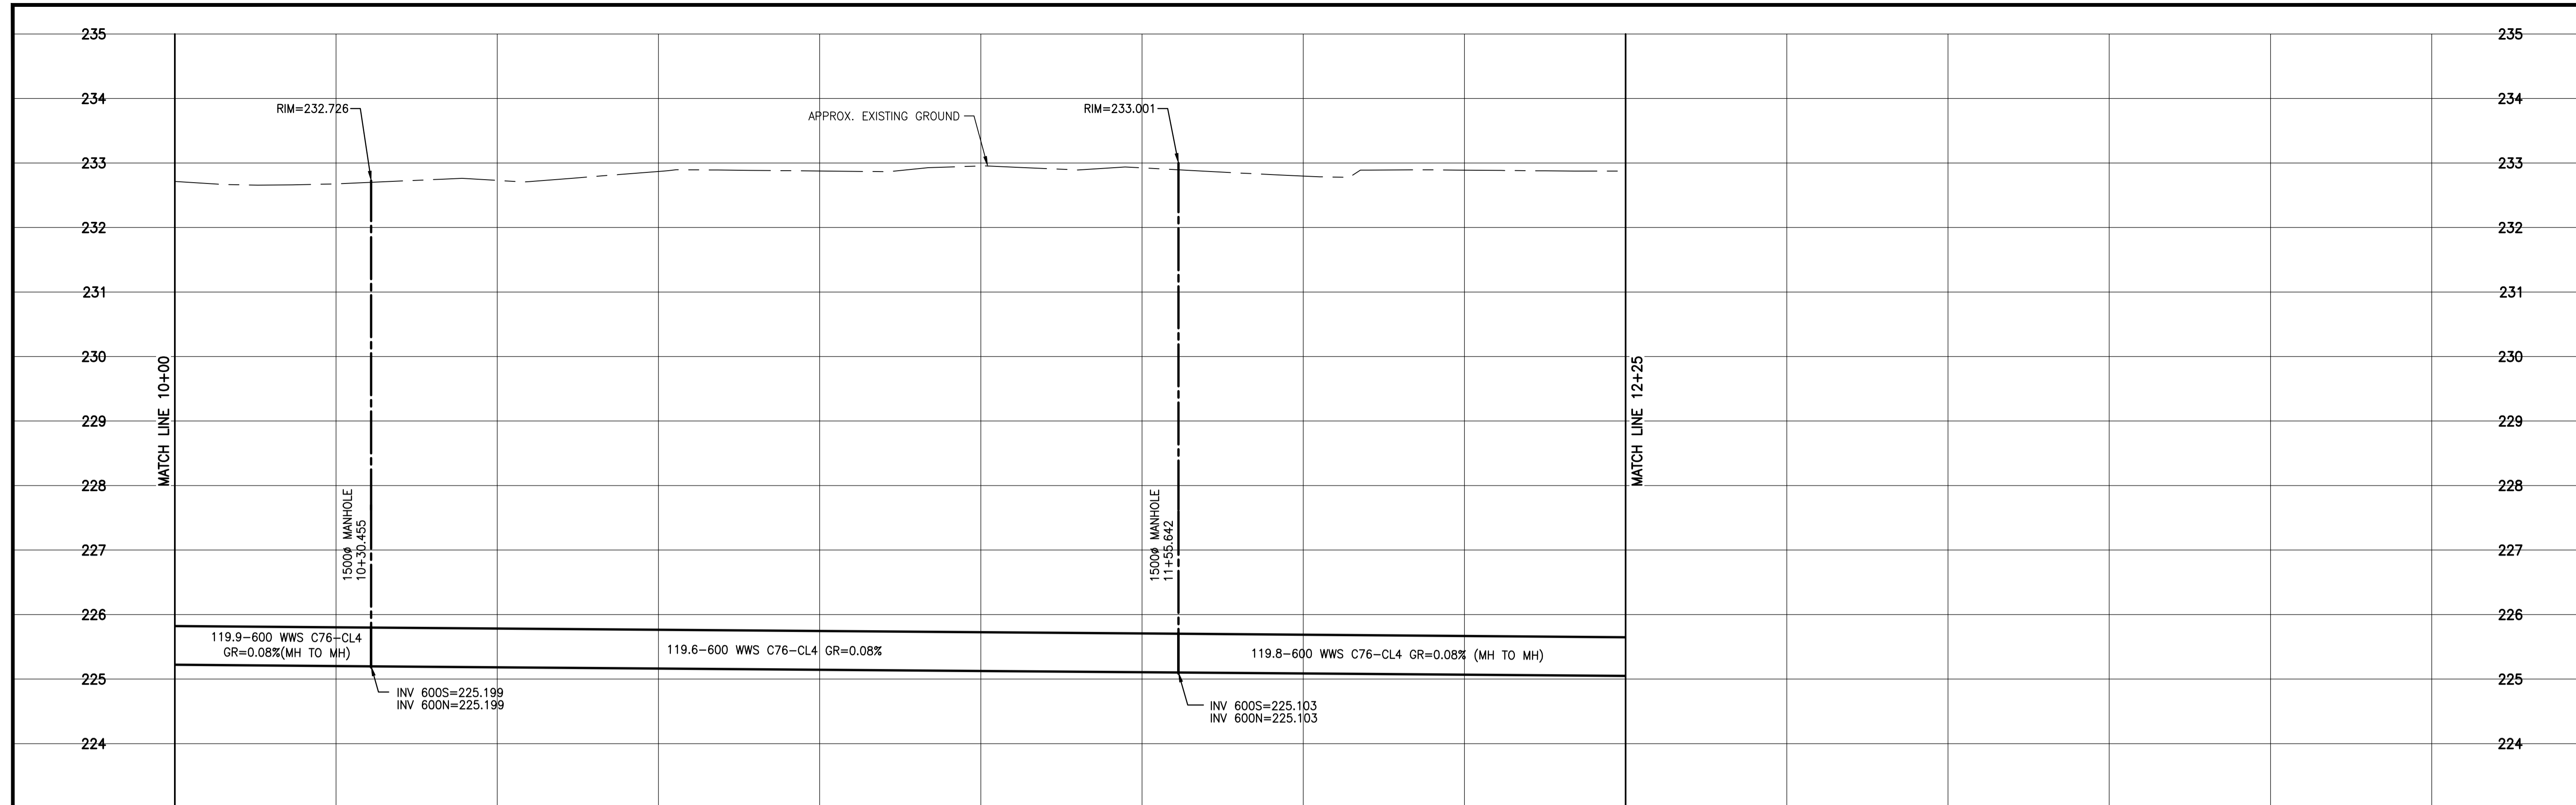 235
235
234
RIM=232.726
APPROX. EXISTING GROUND
RIM=233.001
234
233
233
232
232
231
231
230
230
MATCH LINE 10+00
MATCH LINE 12+25
229
229
228
228
1500ø MANHOLE
10+30.455
1500ø MANHOLE
11+55.642
227
227
226
226
119.9-600 WWS C76-CL4
GR=0.08%(MH TO MH)
119.6-600 WWS C76-CL4 GR=0.08%
119.8-600 WWS C76-CL4 GR=0.08% (MH TO MH)
225
225
INV 600S=225.199
INV 600N=225.199
INV 600S=225.103
INV 600N=225.103
224
224